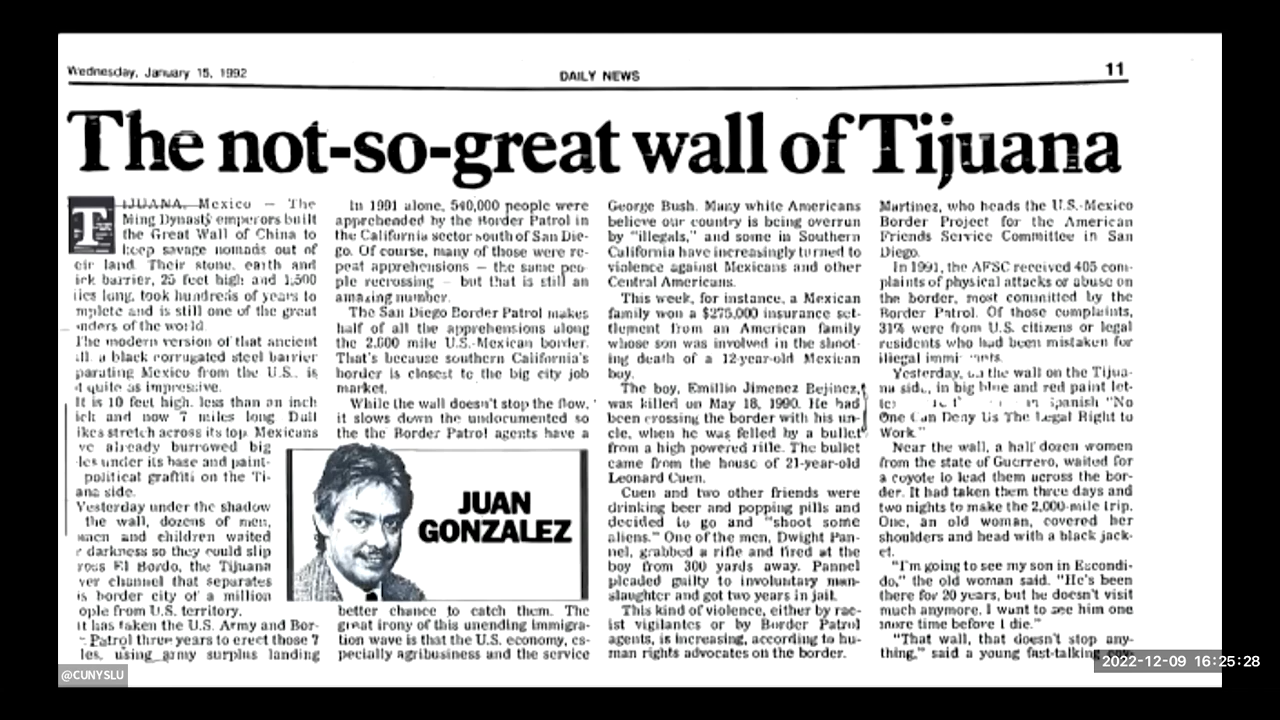 Wednesday, January 15, 1992
DAILY NEWS
11
The not-so-great wall of Tijuana
TIJUANA, Mexico — The
Ming Dynasty emperors built
the Great Wall of China to
keep savage nomads out of
eir land. Their stone, earth and
ick barrier, 25 feet high and 1,500
iles long, took hundreds of years to
mplete and is still one of the great
nders of the world.
The modern version of that ancient
ll, a black corrugated steel barrier
parating Mexico from the U.S., is
t quite as impressive.
It is 10 feet high, less than an inch
ick and now 7 miles long Dull
ikes stretch across its top. Mexicans
ve already burrowed big
les under its base and paint-
political graffiti on the Ti-
ana side.
Yesterday under the shadow
the wall, dozens of men,
men and children waited
r darkness so they could slip
ross El Bordo, the Tijuana
ver channel that separates
is border city of a million
ople from U.S. territory.
it has taken the U.S. Army and Bor-
Patrol three years to erect those 7
les, using army surplus landing
In 1991 alone, 540,000 people were
apprehended by the Border Patrol in
the California sector south of San Die-
go. Of course, many of those were re-
peat apprehensions — the same peo-
ple recrossing — but that is still an
amazing number.
The San Diego Border Patrol makes
half of all the apprehensions along
the 2,000 mile U.S.-Mexican border.
That's because southern California's
border is closest to the big city job
market.
While the wall doesn't stop the flow,
it slows down the undocumented so
the the Border Patrol agents have a
JUAN
GONZALEZ
better chance to catch them. The
great irony of this unending immigra-
tion wave is that the U.S. economy, es-
pecially agribusiness and the service
George Bush. Many white Americans
believe our country is being overrun
by "illegals," and some in Southern
California have increasingly turned to
violence against Mexicans and other
Central Americans.
This week, for instance, a Mexican
family won a $275,000 insurance set-
tlement from an American family
whose son was involved in the shoot-
ing death of a 12-year-old Mexican
boy.
The boy, Emilio Jimenez Bejinez,
was killed on May 18, 1990. He had
been crossing the border with his un-
cle, when he was felled by a bullet
from a high powered rifle. The bullet
came from the house of 21-year-old
Leonard Cuen.
Cuen and two other friends were
drinking beer and popping pills and
decided to go and "shoot some
aliens." One of the men, Dwight Pan-
nel, grabbed a rifle and fired at the
boy from 300 yards away. Pannel
pleaded guilty to involuntary man-
slaughter and got two years in jail.
This kind of violence, either by rac-
ist vigilantes or by Border Patrol
agents, is increasing, according to hu-
man rights advocates on the border.
Martinez, who heads the U.S.-Mexico
Border Project for the American
Friends Service Committee in San
Diego.
In 1991, the AFSC received 405 com-
plaints of physical attacks or abuse on
the border, most committed by the
Border Patrol. Of those complaints,
31% were from U.S. citizens or legal
residents who had been mistaken for
illegal
Yesterday, on the wall on the Tijua-
na side, in big blue and red paint let-
Spanish "No
One Can Deny Us The Legal Right to
Work."
Near the wall, a half dozen women
from the state of Guerrero, waited for
a coyote to lead them across the bor-
der. It had taken them three days and
two nights to make the 2,000-mile trip.
One, an old woman, covered her
shoulders and head with a black jack-
et.
"I'm going to see my son in Escondi-
do," the old woman said. "He's been
there for 20 years, but he doesn't visit
much anymore. I want to see him one
more time before I die."
"That wall, that doesn't stop any-
thing," said a young fast-talking
@CUNYSLU
2022-12-09 16:25:28